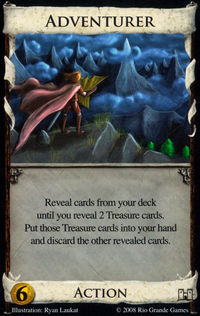 ADVENTURER
Reveal cards from your deck
until you reveal 2 Treasure cards.
Put those Treasure cards into your hand
and discard the other revealed cards.
6
ACTION
Illustration: Ryan Laukat
© 2008 Rio Grande Games